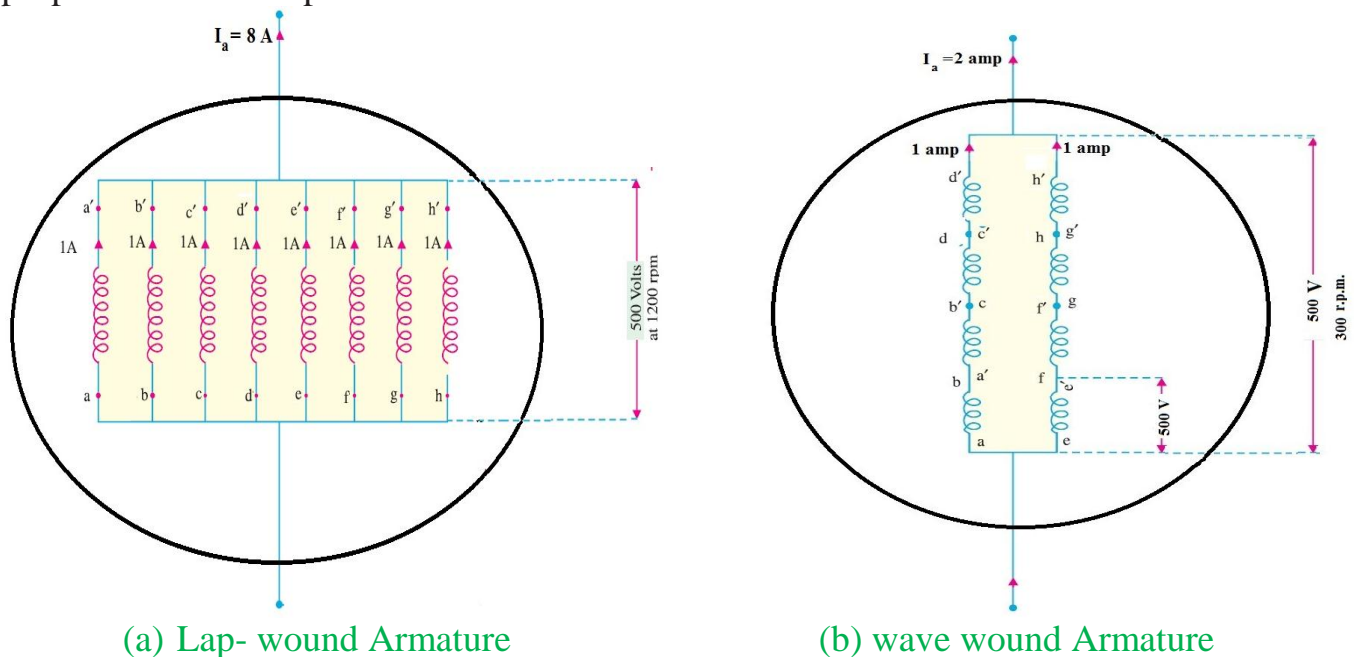 I_a = 8 A
a′ b′ c′ d′ e′ f′ g′ h′
1A 1A 1A 1A 1A 1A 1A 1A
a b c d e f g h
500 Volts
at 1200 rpm
(a) Lap- wound Armature
I_a =2 amp
1 amp 1 amp
d′ h′
d c′ h g′
b′ c f′ g
b a′ f e′
a e
500 V
500 V
300 r.p.m.
(b) wave wound Armature